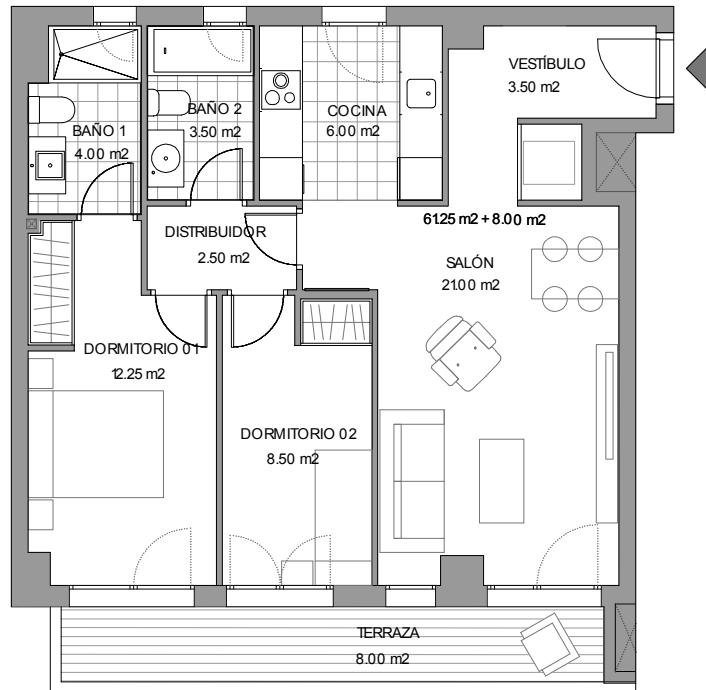 VESTÍBULO
3.50 m2
BAÑO 1
4.00 m2
BAÑO 2
3.50 m2
COCINA
6.00 m2
61.25 m2 + 8.00 m2
DISTRIBUIDOR
2.50 m2
SALÓN
21.00 m2
DORMITORIO 01
12.25 m2
DORMITORIO 02
8.50 m2
TERRAZA
8.00 m2